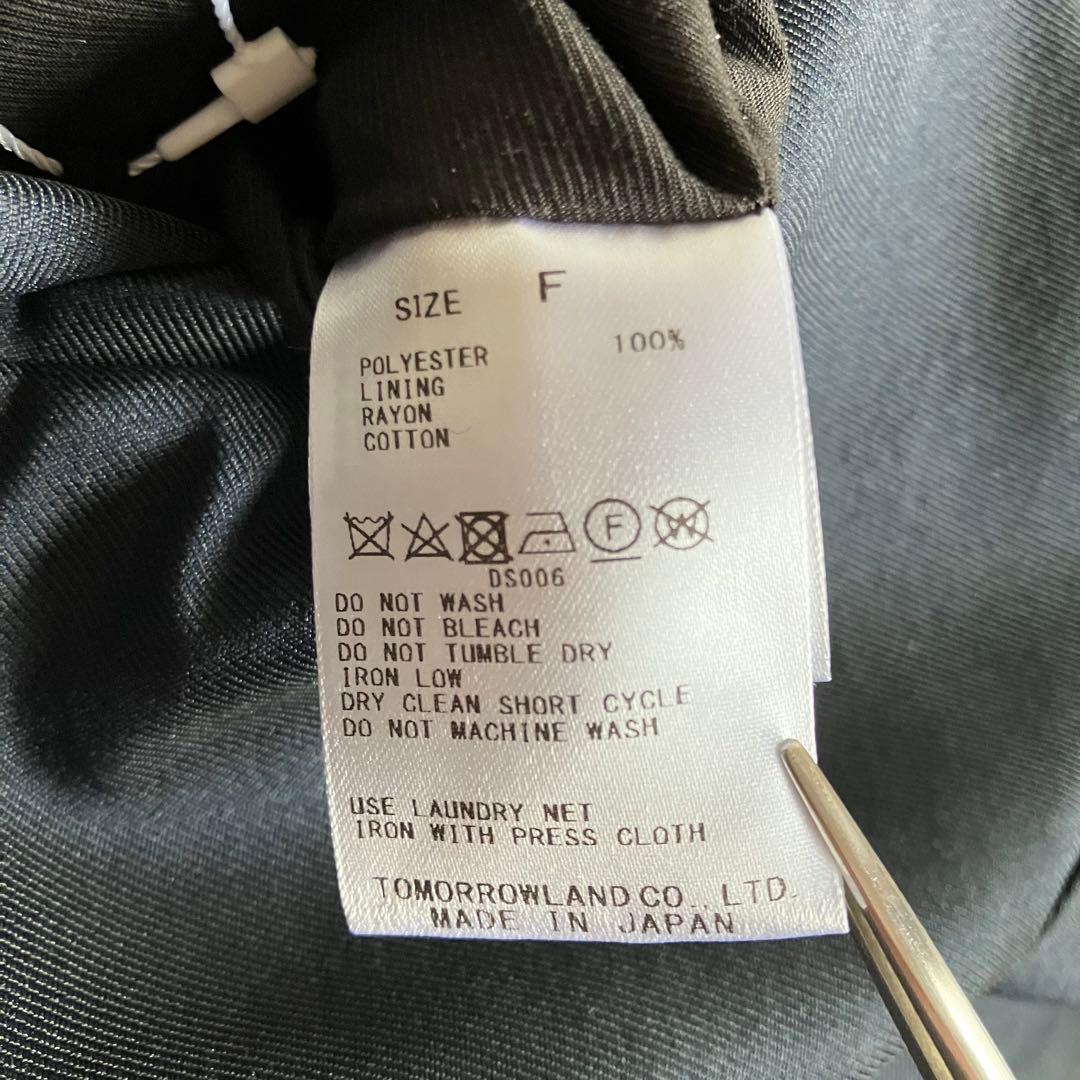 SIZE F
POLYESTER 100%
LINING
RAYON
COTTON
F W
DS006
DO NOT WASH
DO NOT BLEACH
DO NOT TUMBLE DRY
IRON LOW
DRY CLEAN SHORT CYCLE
DO NOT MACHINE WASH
USE LAUNDRY NET
IRON WITH PRESS CLOTH
TOMORROWLAND CO., LTD.
MADE IN JAPAN